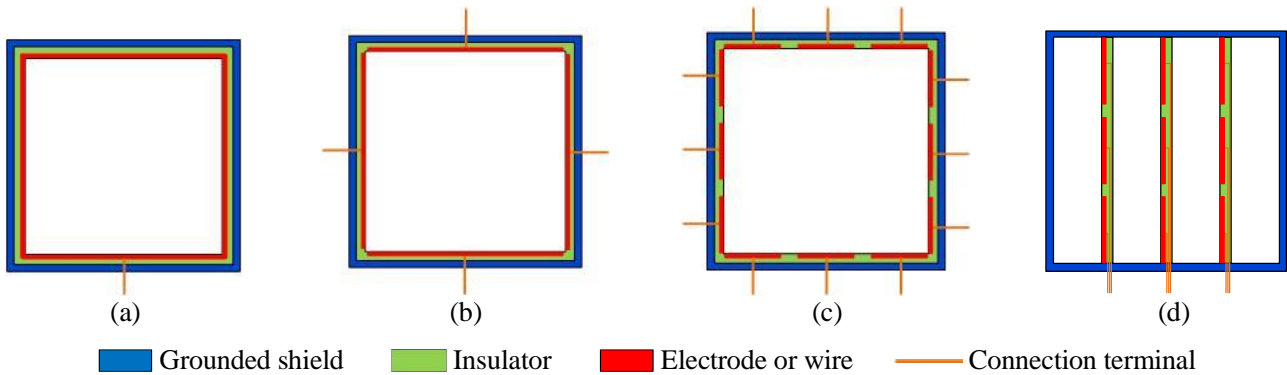 (a) (b) (c) (d)
Grounded shield Insulator Electrode or wire Connection terminal